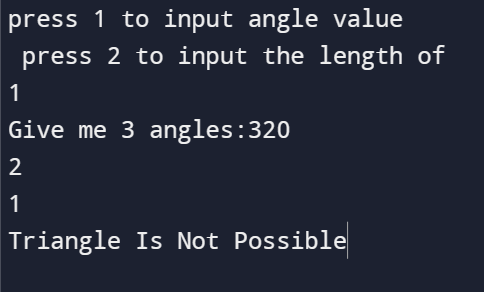 press 1 to input angle value
press 2 to input the length of
1
Give me 3 angles:320
2
1
Triangle Is Not Possible